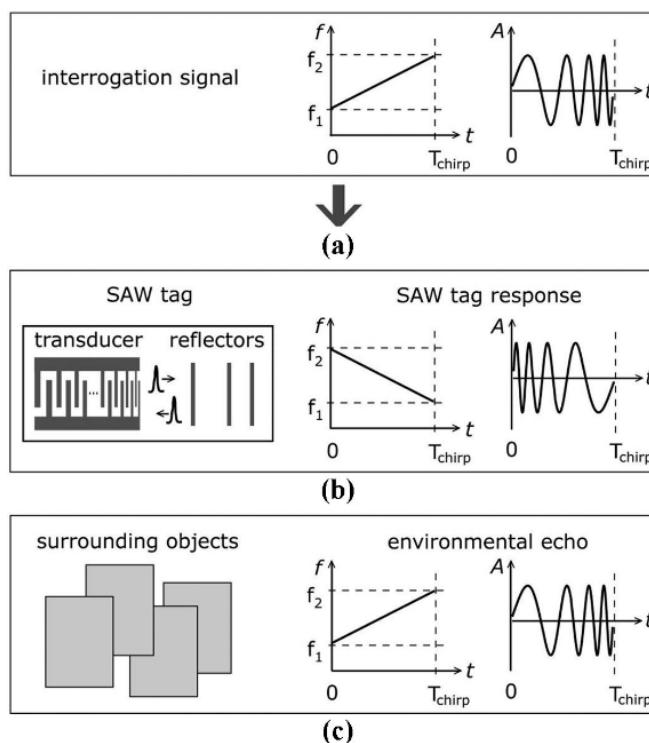 interrogation signal
f
f2
f1
0
Tchirp
t
A
0
Tchirp
t
(a)
SAW tag
transducer
reflectors
...
SAW tag response
f
f2
f1
0
Tchirp
t
A
0
Tchirp
t
(b)
surrounding objects
environmental echo
f
f2
f1
0
Tchirp
t
A
0
Tchirp
t
(c)